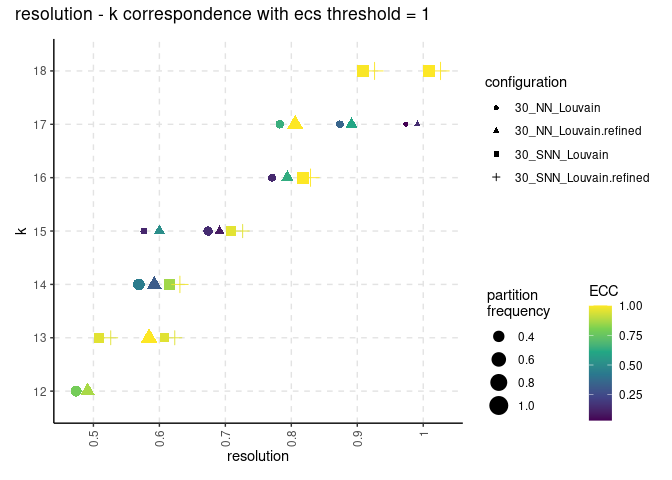 resolution - k correspondence with ecs threshold = 1
18
17
16
15
14
13
12
k
0.5
0.6
0.7
0.8
0.9
1
resolution
configuration
30_NN_Louvain
30_NN_Louvain.refined
30_SNN_Louvain
30_SNN_Louvain.refined
partition
frequency
0.4
0.6
0.8
1.0
ECC
1.00
0.75
0.50
0.25